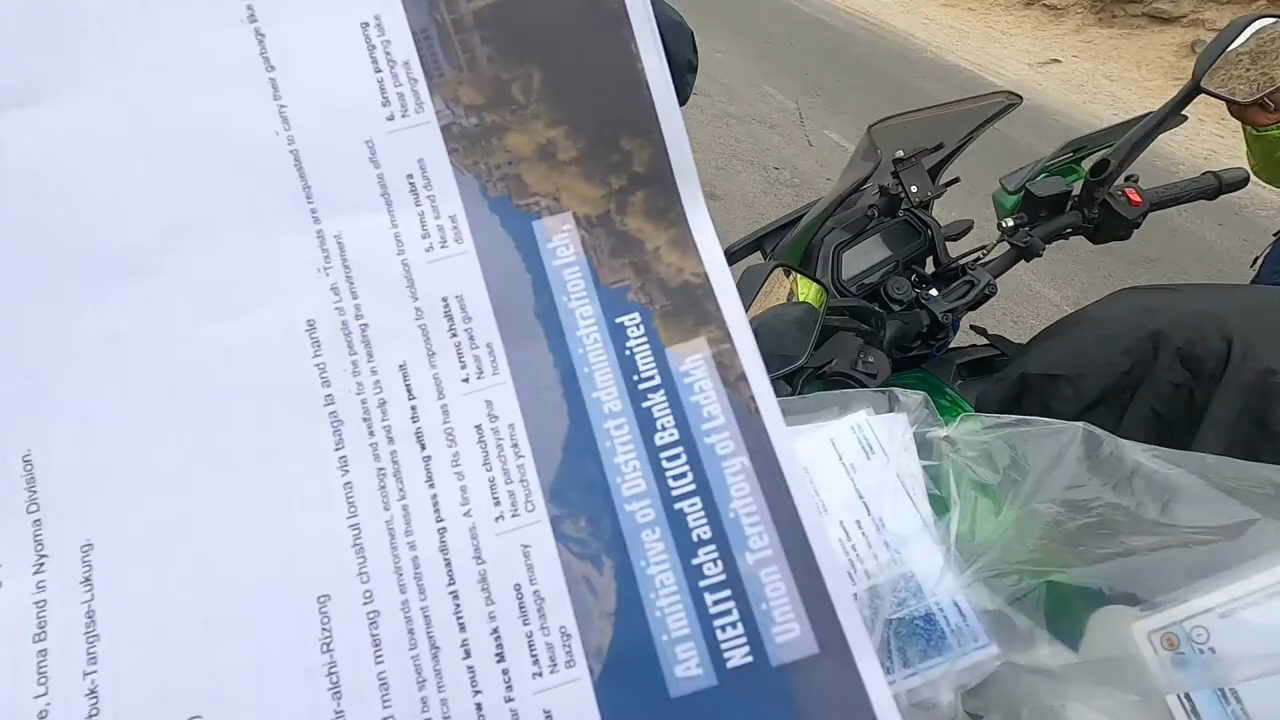 e, Loma Bend in Nyoma Division.
buk-Tangtse-Lukung.
)
ir-alchi-Rizong
d man merag to chushul loma via tsaga la and hanle
be spent towards environment, ecology and welfare for the people of Leh. "Tourists are requested to carry their garbage like
rce management centres at these locations and help Us in healing the environment.
ow your leh arrival boarding pass along with the permit.
ar Face Mask in public places. A fine of Rs 500 has been imposed for violation from immediate effect.
ar
2.srmc nimoo
Near chasga maney
Bazgo
3. srmc chuchot
Near panchayat ghar
Chuchot yokma
4. srmc khaltse
Near pwd guest
house
5. Srmc nubra
Near sand dunes
disket
6. Srmc pangong
Near pangong lake
Spangmik
An initiative of District administration leh,
NIELIT leh and ICICI Bank Limited
Union Territory of Ladakh